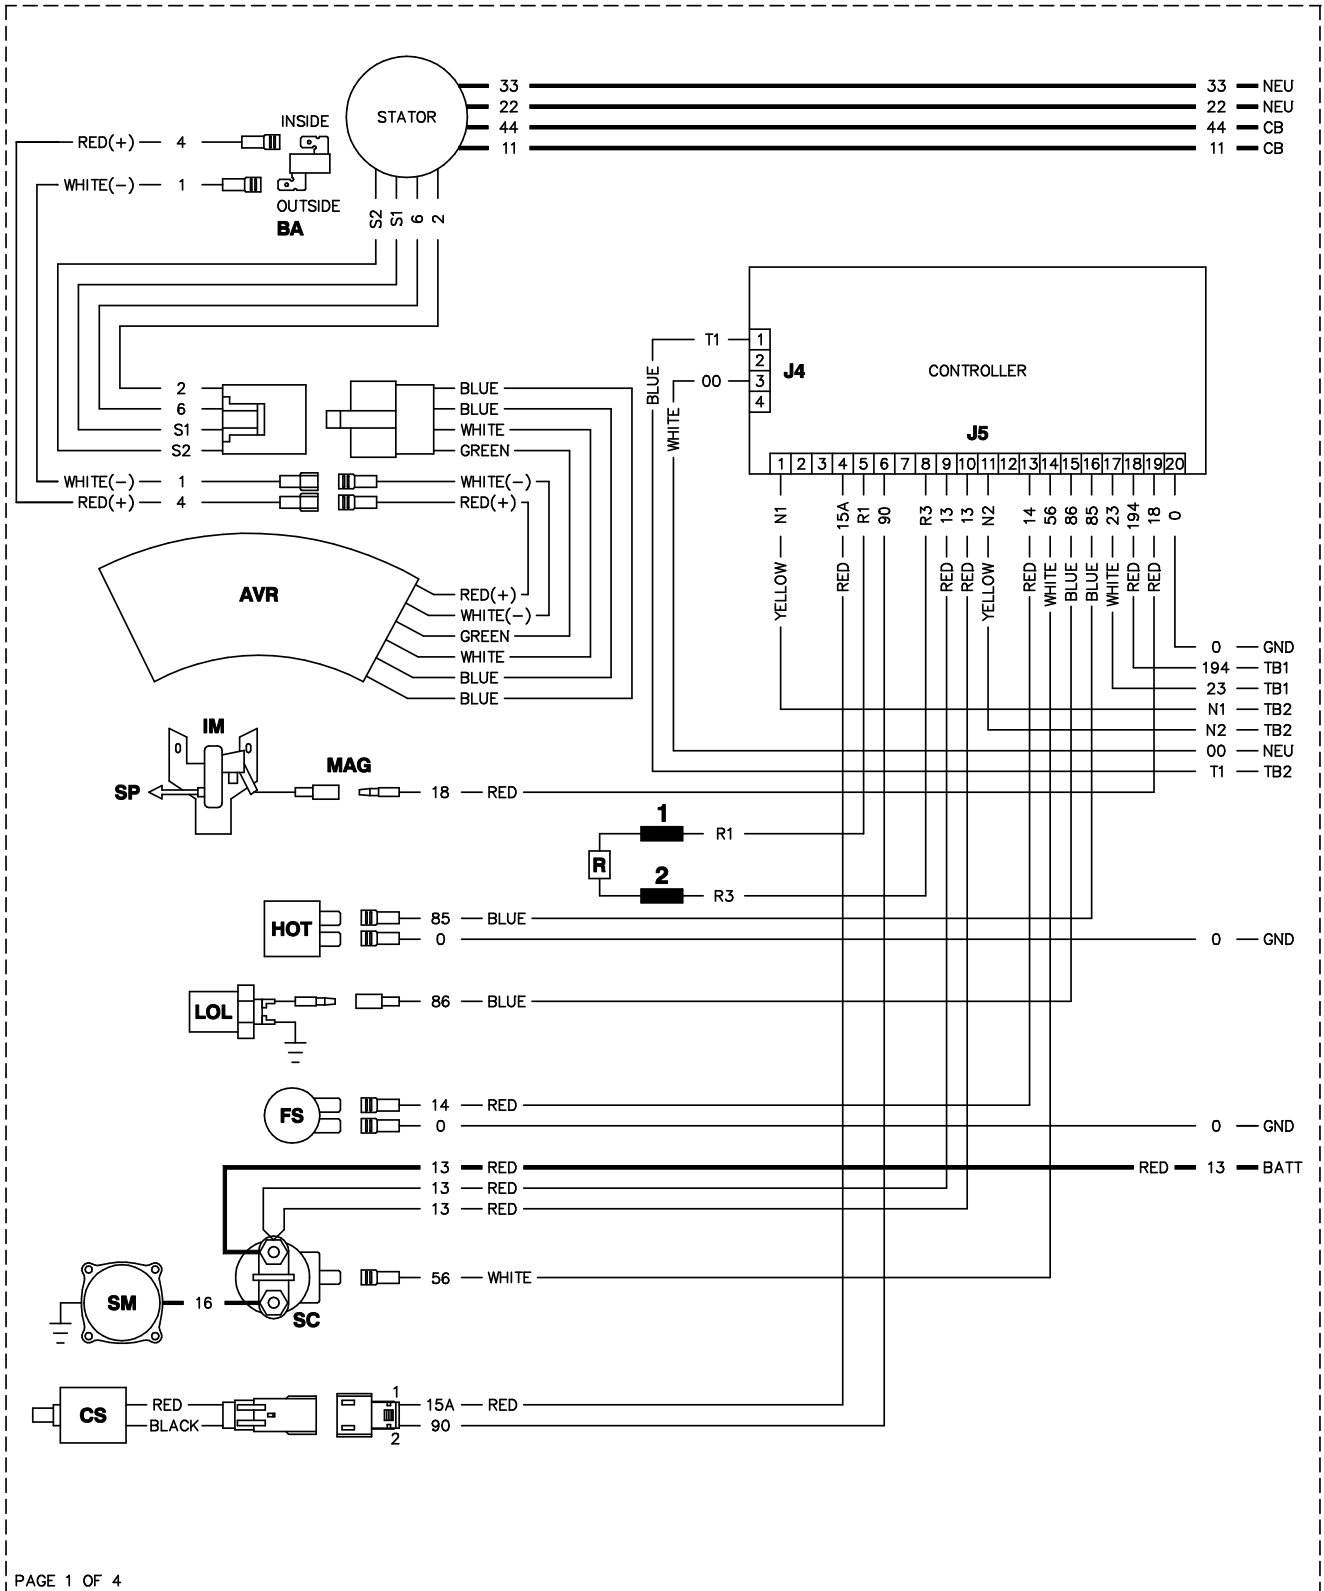 STATOR
33 33 NEU
22 22 NEU
44 44 CB
11 11 CB
INSIDE
RED(+) 4
WHITE(-) 1
OUTSIDE
BA
S2 S1 6 2
T1 1
2
00 3
4
J4
CONTROLLER
J5
BLUE
WHITE
2 BLUE
6 BLUE
S1 WHITE
S2 GREEN
WHITE(-) 1 WHITE(-)
RED(+) 4 RED(+)
1 2 3 4 5 6 7 8 9 10 11 12 13 14 15 16 17 18 19 20
N1 15A R1 90 R3 13 13 N2 14 56 86 85 23 194 18 0
YELLOW RED RED RED YELLOW RED WHITE BLUE BLUE WHITE RED RED
AVR
RED(+)
WHITE(-)
GREEN
WHITE
BLUE
BLUE
0 GND
194 TB1
23 TB1
N1 TB2
N2 TB2
00 NEU
T1 TB2
IM
MAG
SP
18 RED
1
R1
R
2
R3
HOT
85 BLUE
0 0 GND
LOL
86 BLUE
FS
14 RED
0 0 GND
13 RED RED 13 BATT
13 RED
13 RED
56 WHITE
SM
16
SC
CS
RED
BLACK
1
15A RED
90
2
PAGE 1 OF 4